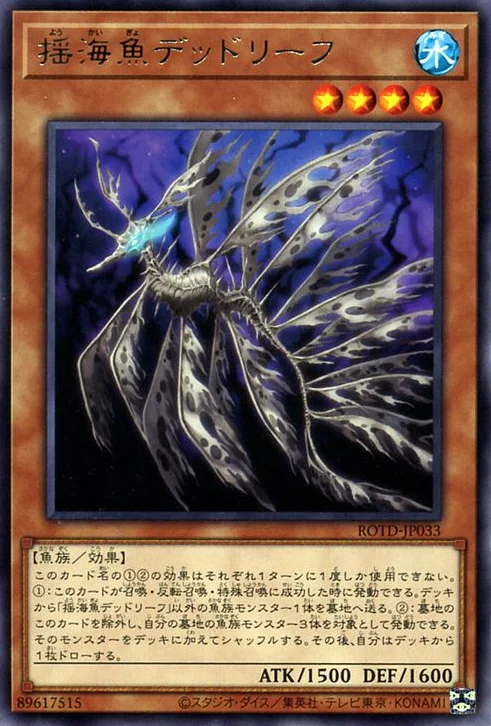 揺海魚デッドリーフ
水
ROTD-JP033
【魚族/効果】
このカード名の①②の効果はそれぞれ1ターンに1度しか使用できない。
①:このカードが召喚・反転召喚・特殊召喚に成功した時に発動できる。デッキ
から「揺海魚デッドリーフ」以外の魚族モンスター1体を墓地へ送る。②:墓地の
このカードを除外し、自分の墓地の魚族モンスター3体を対象として発動できる。
そのモンスターをデッキに加えてシャッフルする。その後、自分はデッキから
1枚ドローする。
ATK/1500 DEF/1600
89617515 ©スタジオ・ダイス/集英社・テレビ東京・KONAMI